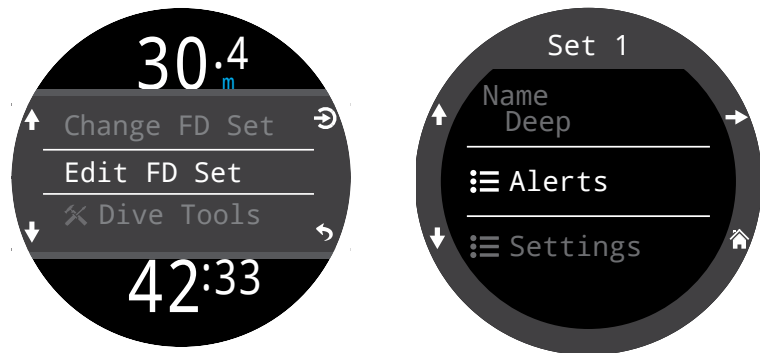 30.4
m
Change FD Set
Edit FD Set
Dive Tools
42:33
Set 1
Name
Deep
Alerts
Settings